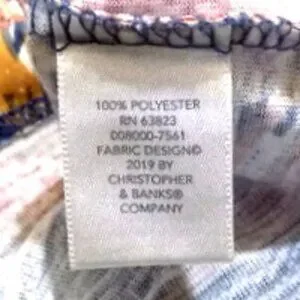 100% POLYESTER
RN 63823
008000-7561
FABRIC DESIGN©
2019 BY
CHRISTOPHER
& BANKS®
COMPANY